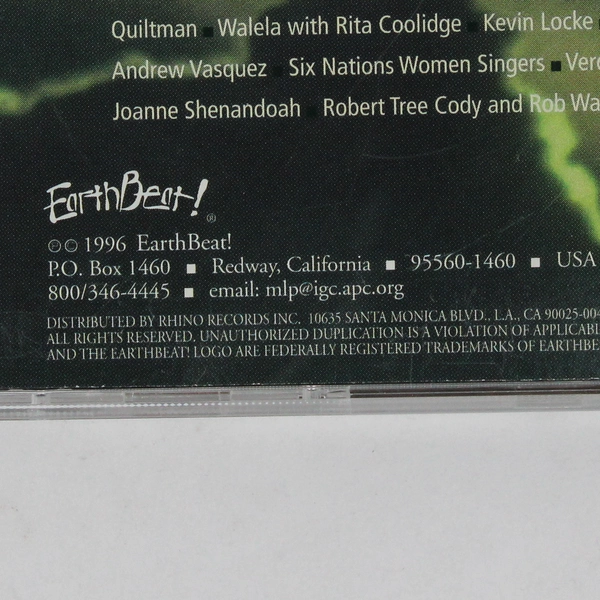 Quiltman ■ Walela with Rita Coolidge ■ Kevin Locke
Andrew Vasquez ■ Six Nations Women Singers ■
Joanne Shenandoah ■ Robert Tree Cody and Rob
EarthBeat! ®
℗ © 1996 EarthBeat!
P.O. Box 1460 ■ Redway, California ■ 95560-1460 ■ USA
800/346-4445 ■ email: mlp@igc.apc.org
DISTRIBUTED BY RHINO RECORDS INC. 10635 SANTA MONICA BLVD., L.A., CA
ALL RIGHTS RESERVED. UNAUTHORIZED DUPLICATION IS A VIOLATION OF
AND THE EARTHBEAT! LOGO ARE FEDERALLY REGISTERED TRADEMARKS OF